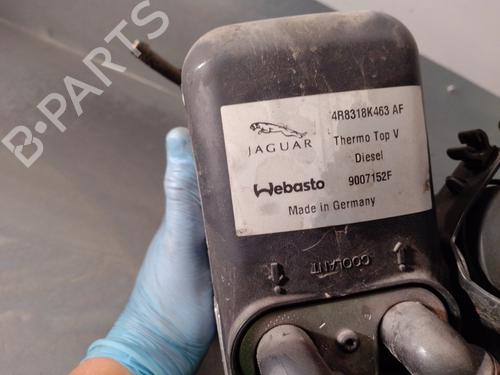 B-PARTS
4R8318K463 AF
JAGUAR
Thermo Top V
Diesel
Webasto
9007152F
Made in Germany
COOLANT